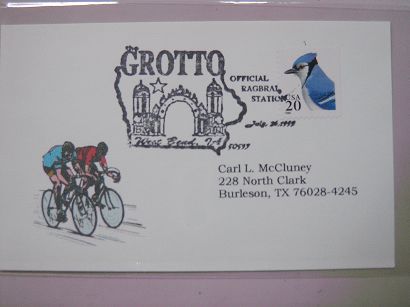 THE
GROTTO
OFFICIAL
RAGBRAI
STATION
USA
20
July 26, 1999
West Bend, IA
50597
Carl L. McCluney
228 North Clark
Burleson, TX 76028-4245